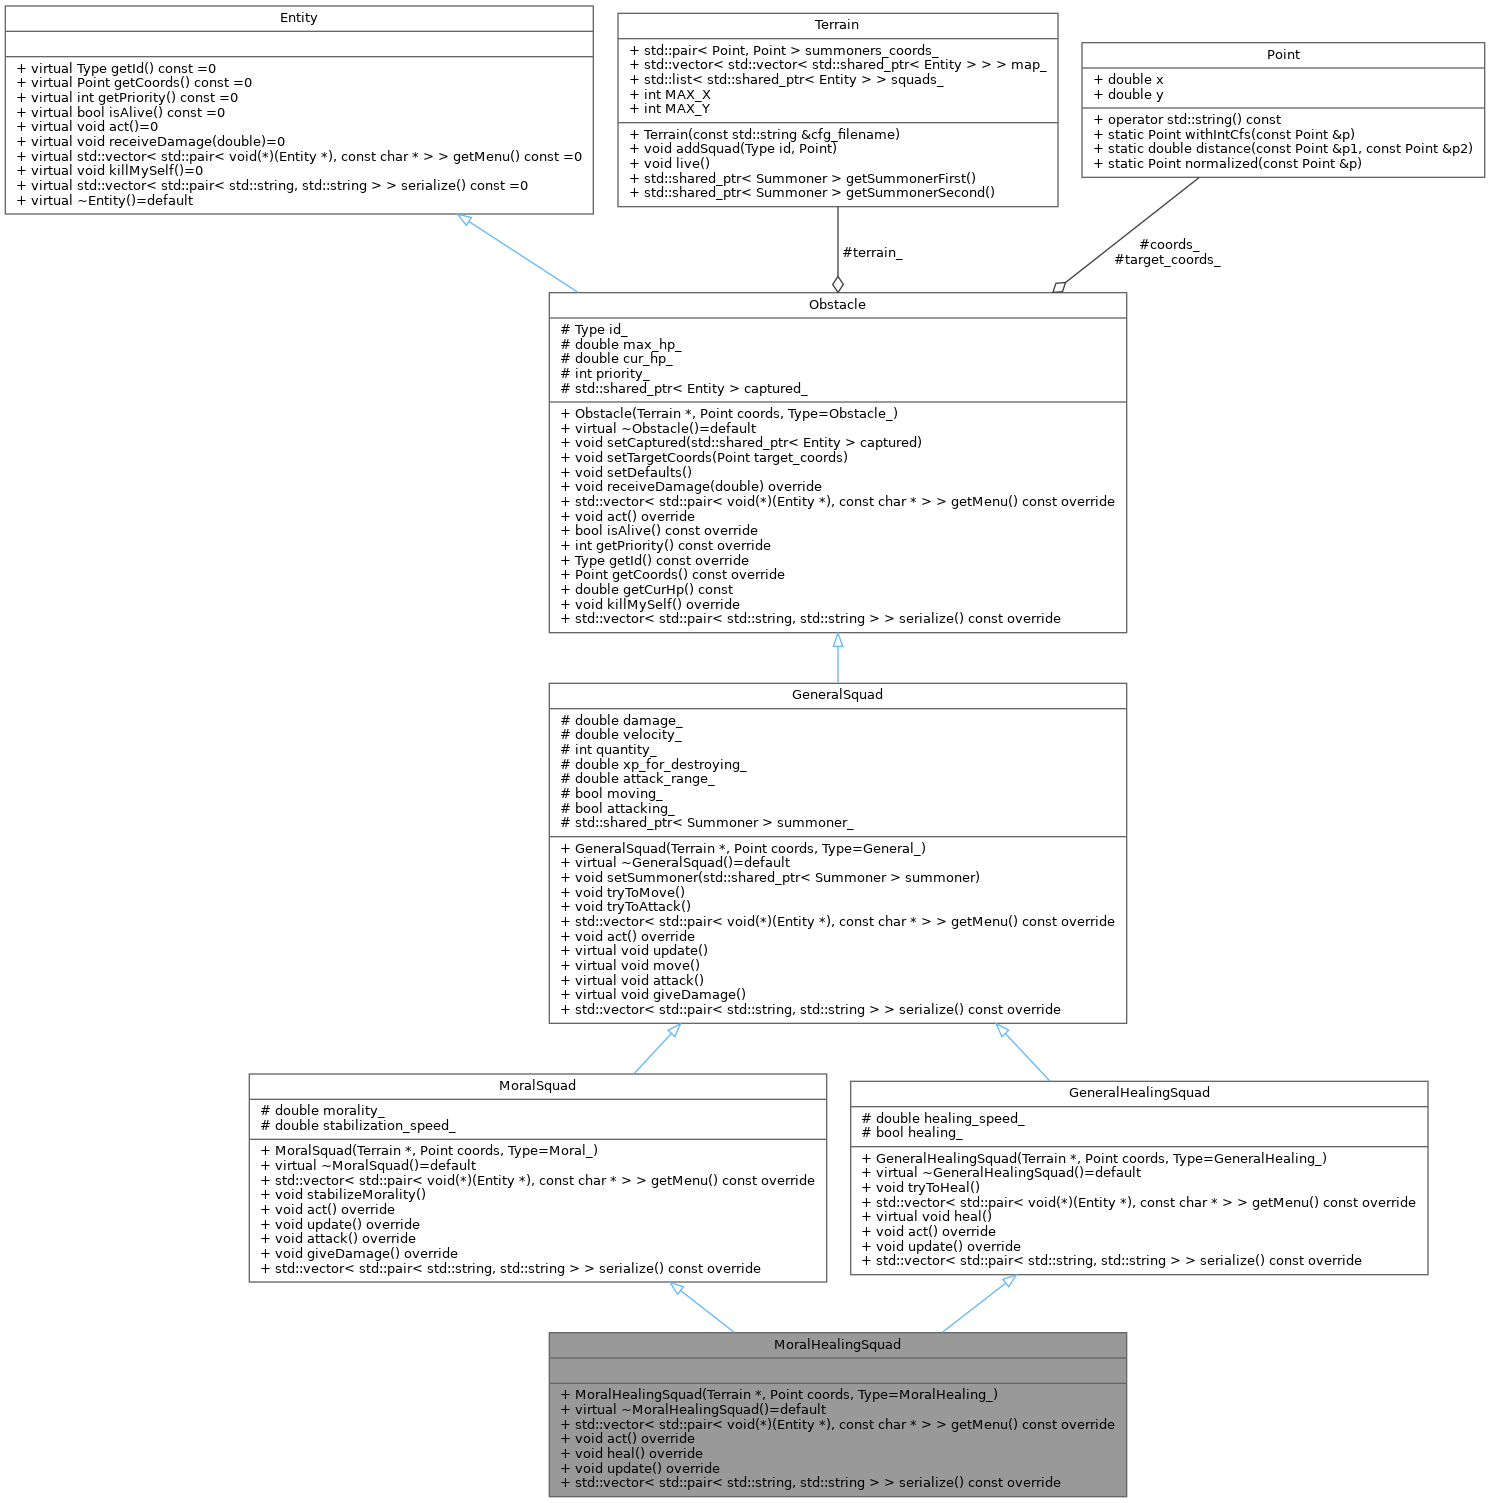 Entity
+ virtual Type getId() const =0
+ virtual Point getCoords() const =0
+ virtual int getPriority() const =0
+ virtual bool isAlive() const =0
+ virtual void act()=0
+ virtual void receiveDamage(double)=0
+ virtual std::vector< std::pair< void(*)(Entity *), const char * > > getMenu() const =0
+ virtual void killMySelf()=0
+ virtual std::vector< std::pair< std::string, std::string > > serialize() const =0
+ virtual ~Entity()=default
Terrain
+ std::pair< Point, Point > summoners_coords_
+ std::vector< std::vector< std::shared_ptr< Entity > > > map_
+ std::list< std::shared_ptr< Entity > > squads_
+ int MAX_X
+ int MAX_Y
+ Terrain(const std::string &cfg_filename)
+ void addSquad(Type id, Point)
+ void live()
+ std::shared_ptr< Summoner > getSummonerFirst()
+ std::shared_ptr< Summoner > getSummonerSecond()
Point
+ double x
+ double y
+ operator std::string() const
+ static Point withIntCfs(const Point &p)
+ static double distance(const Point &p1, const Point &p2)
+ static Point normalized(const Point &p)
#terrain_
#coords_
#target_coords_
Obstacle
# Type id_
# double max_hp_
# double cur_hp_
# int priority_
# std::shared_ptr< Entity > captured_
+ Obstacle(Terrain *, Point coords, Type=Obstacle_)
+ virtual ~Obstacle()=default
+ void setCaptured(std::shared_ptr< Entity > captured)
+ void setTargetCoords(Point target_coords)
+ void setDefaults()
+ void receiveDamage(double) override
+ std::vector< std::pair< void(*)(Entity *), const char * > > getMenu() const override
+ void act() override
+ bool isAlive() const override
+ int getPriority() const override
+ Type getId() const override
+ Point getCoords() const override
+ double getCurHp() const
+ void killMySelf() override
+ std::vector< std::pair< std::string, std::string > > serialize() const override
GeneralSquad
# double damage_
# double velocity_
# int quantity_
# double xp_for_destroying_
# double attack_range_
# bool moving_
# bool attacking_
# std::shared_ptr< Summoner > summoner_
+ GeneralSquad(Terrain *, Point coords, Type=General_)
+ virtual ~GeneralSquad()=default
+ void setSummoner(std::shared_ptr< Summoner > summoner)
+ void tryToMove()
+ void tryToAttack()
+ std::vector< std::pair< void(*)(Entity *), const char * > > getMenu() const override
+ void act() override
+ virtual void update()
+ virtual void move()
+ virtual void attack()
+ virtual void giveDamage()
+ std::vector< std::pair< std::string, std::string > > serialize() const override
MoralSquad
# double morality_
# double stabilization_speed_
+ MoralSquad(Terrain *, Point coords, Type=Moral_)
+ virtual ~MoralSquad()=default
+ std::vector< std::pair< void(*)(Entity *), const char * > > getMenu() const override
+ void stabilizeMorality()
+ void act() override
+ void update() override
+ void attack() override
+ void giveDamage() override
+ std::vector< std::pair< std::string, std::string > > serialize() const override
GeneralHealingSquad
# double healing_speed_
# bool healing_
+ GeneralHealingSquad(Terrain *, Point coords, Type=GeneralHealing_)
+ virtual ~GeneralHealingSquad()=default
+ void tryToHeal()
+ std::vector< std::pair< void(*)(Entity *), const char * > > getMenu() const override
+ virtual void heal()
+ void act() override
+ void update() override
+ std::vector< std::pair< std::string, std::string > > serialize() const override
MoralHealingSquad
+ MoralHealingSquad(Terrain *, Point coords, Type=MoralHealing_)
+ virtual ~MoralHealingSquad()=default
+ std::vector< std::pair< void(*)(Entity *), const char * > > getMenu() const override
+ void act() override
+ void heal() override
+ void update() override
+ std::vector< std::pair< std::string, std::string > > serialize() const override